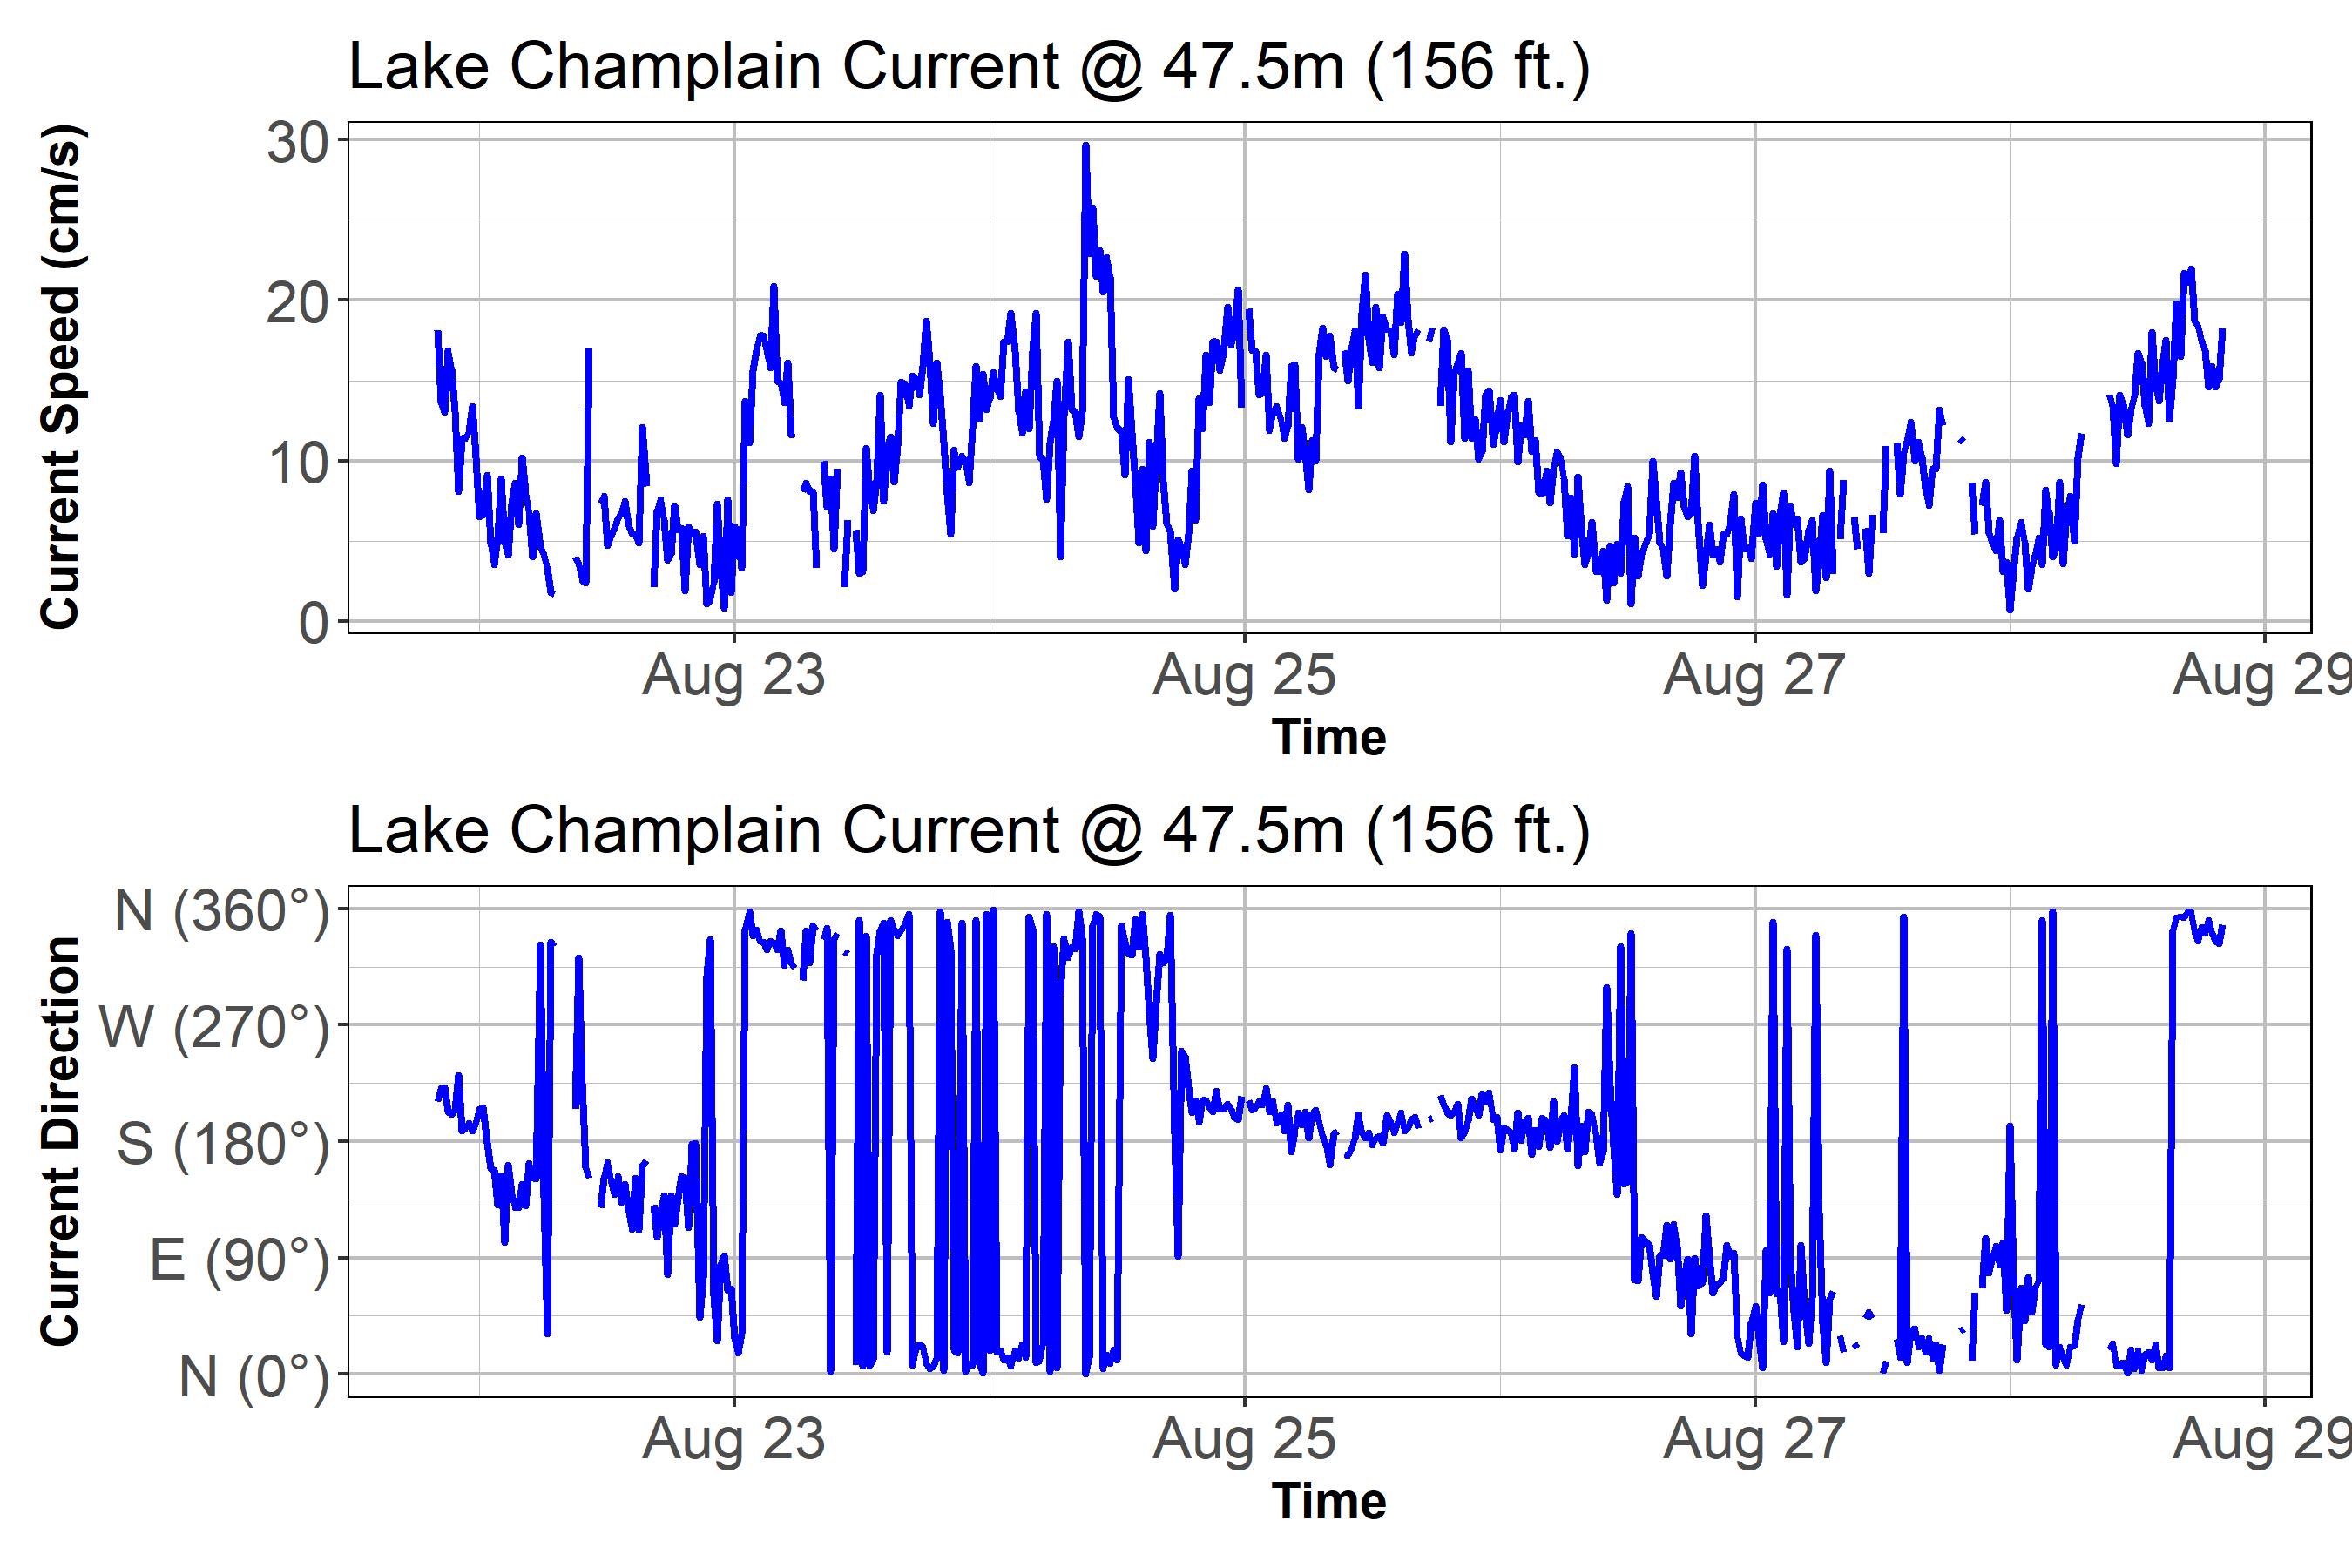 Lake Champlain Current @ 47.5m (156 ft.)
Current Speed (cm/s)
30
20
10
0
Aug 23 Aug 25 Aug 27 Aug 29
Time
Lake Champlain Current @ 47.5m (156 ft.)
Current Direction
N (360°)
W (270°)
S (180°)
E (90°)
N (0°)
Aug 23 Aug 25 Aug 27 Aug 29
Time